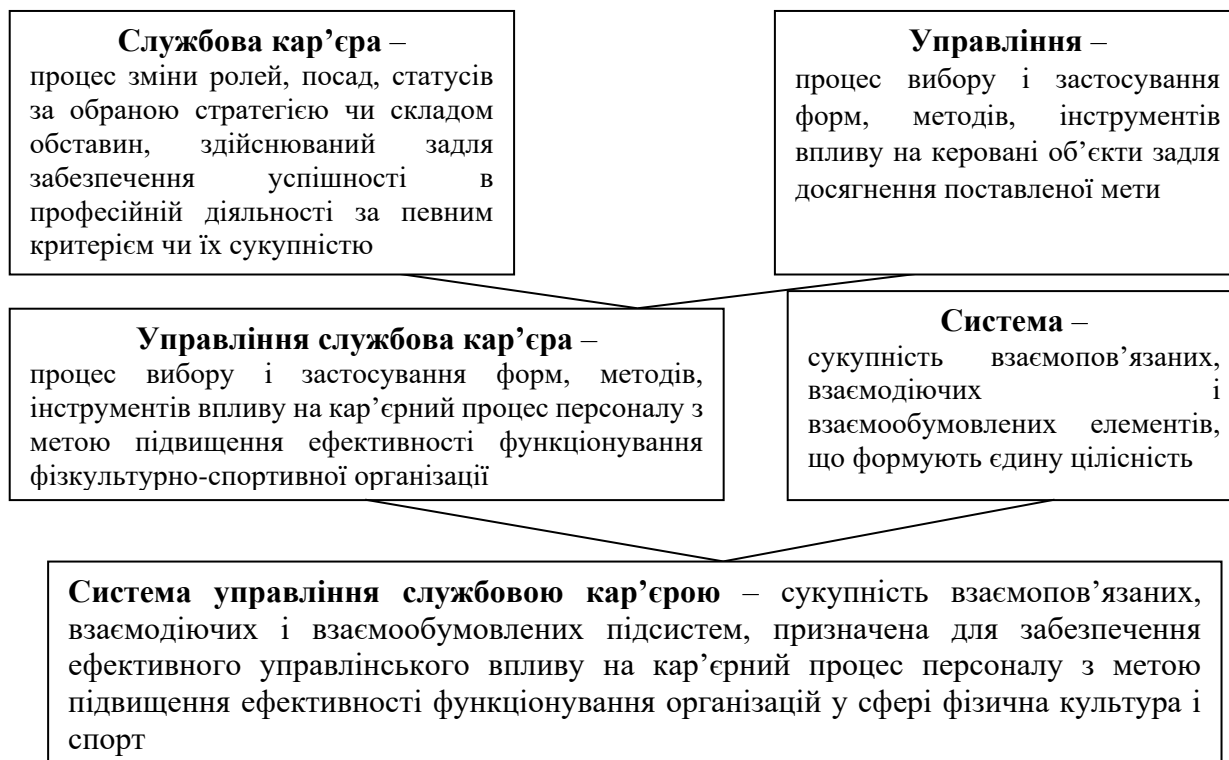 Службова кар’єра –
процес зміни ролей, посад, статусів
за обраною стратегією чи складом
обставин, здійснюваний задля
забезпечення успішності в
професійній діяльності за певним
критерієм чи їх сукупністю
Управління –
процес вибору і застосування
форм, методів, інструментів
впливу на керовані об’єкти задля
досягнення поставленої мети
Управління службова кар’єра –
процес вибору і застосування форм, методів,
інструментів впливу на кар’єрний процес персоналу з
метою підвищення ефективності функціонування
фізкультурно-спортивної організації
Система –
сукупність взаємопов’язаних,
взаємодіючих і
взаємообумовлених елементів,
що формують єдину цілісність
Система управління службовою кар’єрою – сукупність взаємопов’язаних,
взаємодіючих і взаємообумовлених підсистем, призначена для забезпечення
ефективного управлінського впливу на кар’єрний процес персоналу з метою
підвищення ефективності функціонування організацій у сфері фізична культура і
спорт